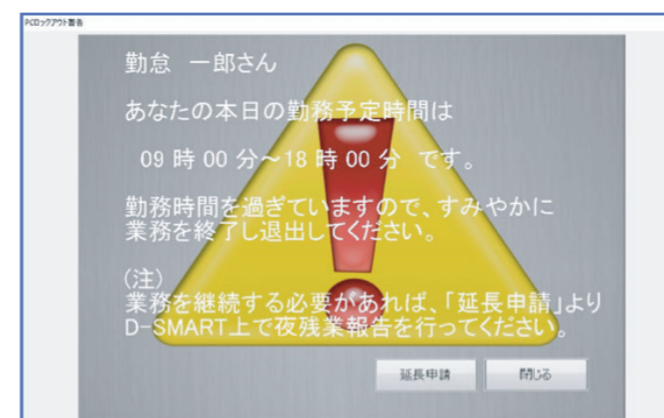 PCロックアウト警告
勤怠　一郎さん
あなたの本日の勤務予定時間は
09 時 00 分～18 時 00 分　です。
勤務時間を過ぎていますので、すみやかに
業務を終了し退出してください。
(注)
業務を継続する必要があれば、「延長申請」より
D-SMART上で夜残業報告を行ってください。
延長申請
閉じる